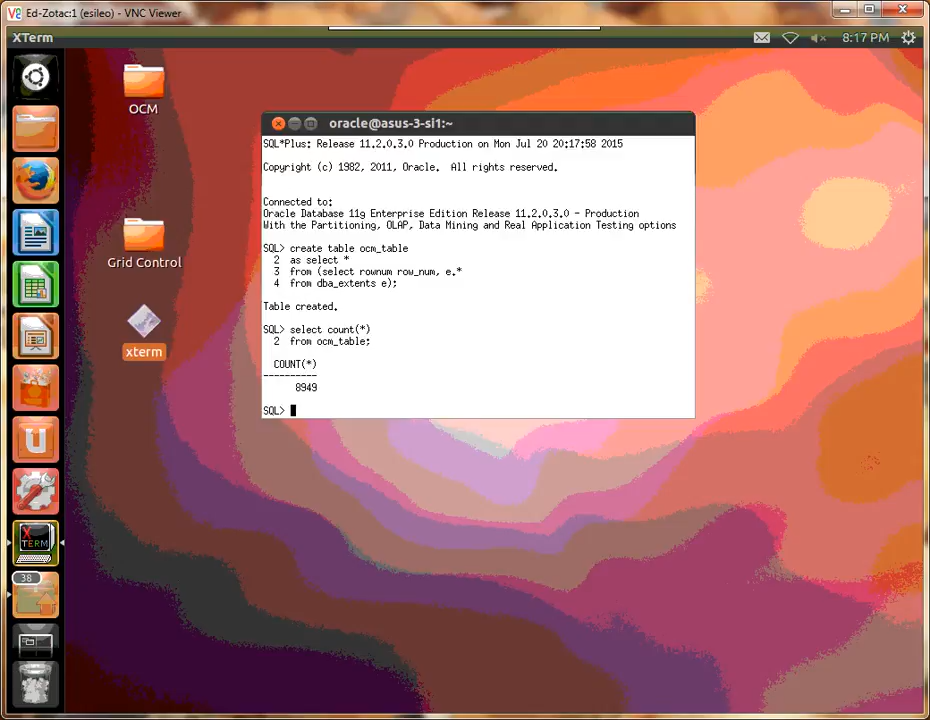 Ed-Zotac:1 (esileo) - VNC Viewer
XTerm
8:17 PM
OCM
Grid Control
xterm
oracle@asus-3-si1:~
SQL*Plus: Release 11.2.0.3.0 Production on Mon Jul 20 20:17:58 2015
Copyright (c) 1982, 2011, Oracle.  All rights reserved.
Connected to:
Oracle Database 11g Enterprise Edition Release 11.2.0.3.0 - Production
With the Partitioning, OLAP, Data Mining and Real Application Testing options
SQL> create table ocm_table
  2  as select *
  3  from (select rownum row_num, e.*
  4  from dba_extents e);
Table created.
SQL> select count(*)
  2  from ocm_table;
  COUNT(*)
----------
      8949
SQL>
X
TERM
38